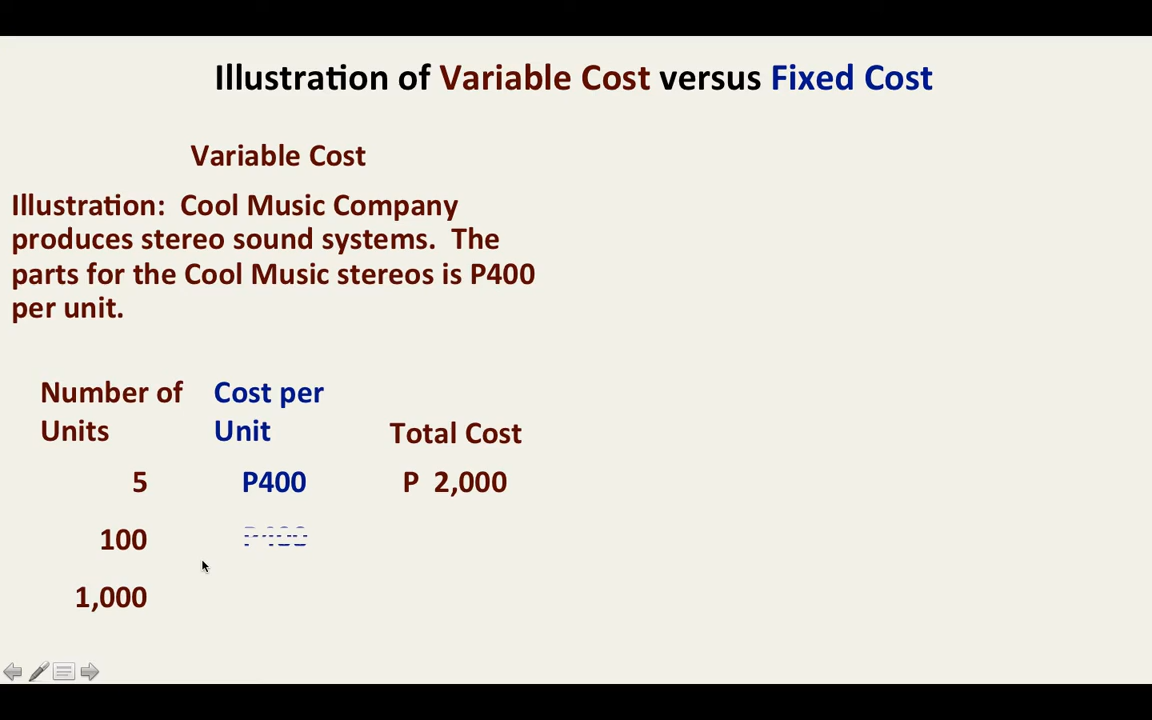 Illustration of Variable Cost versus Fixed Cost
Variable Cost
Illustration: Cool Music Company
produces stereo sound systems. The
parts for the Cool Music stereos is P400
per unit.
Number of Units
Cost per Unit
Total Cost
5 P400 P 2,000
100 P400
1,000